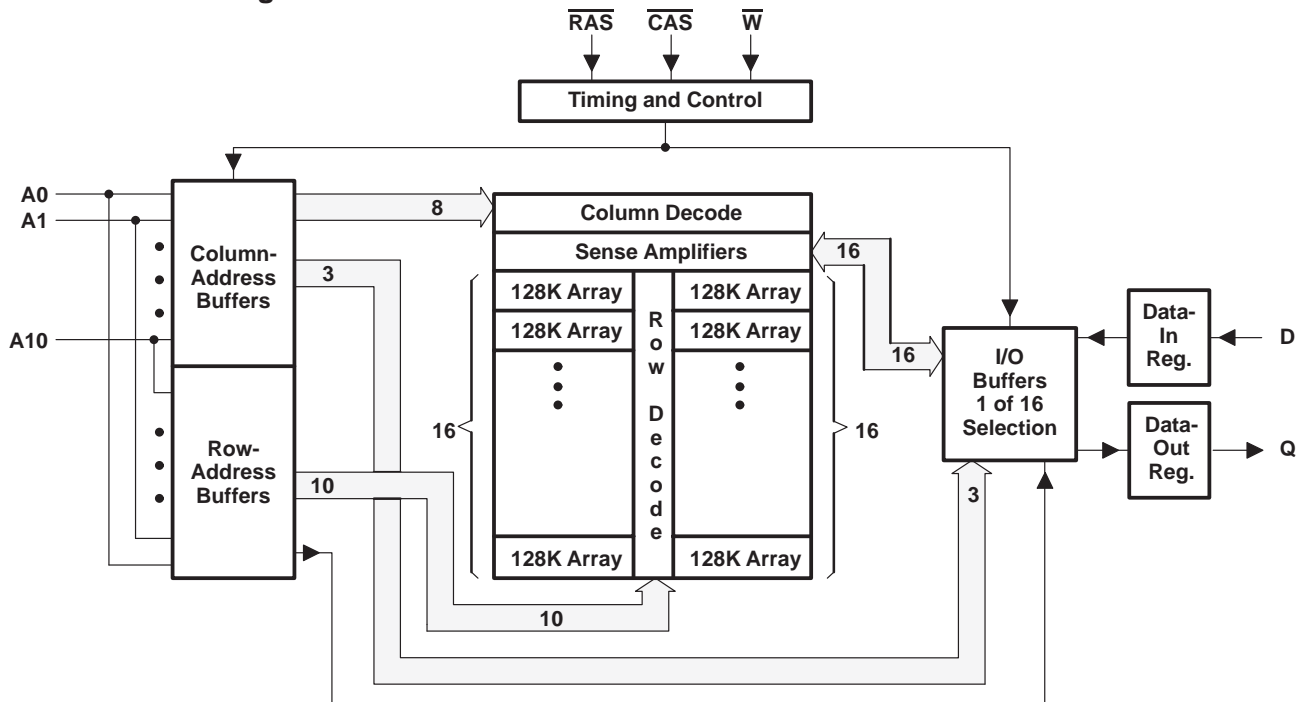 RAS CAS W
Timing and Control
A0
A1
A10
Column-
Address
Buffers
Row-
Address
Buffers
8
3
10
10
3
Column Decode
Sense Amplifiers
128K Array
128K Array
128K Array
128K Array
128K Array
128K Array
Row Decode
16
16
16
16
I/O
Buffers
1 of 16
Selection
Data-
In
Reg.
D
Data-
Out
Reg.
Q